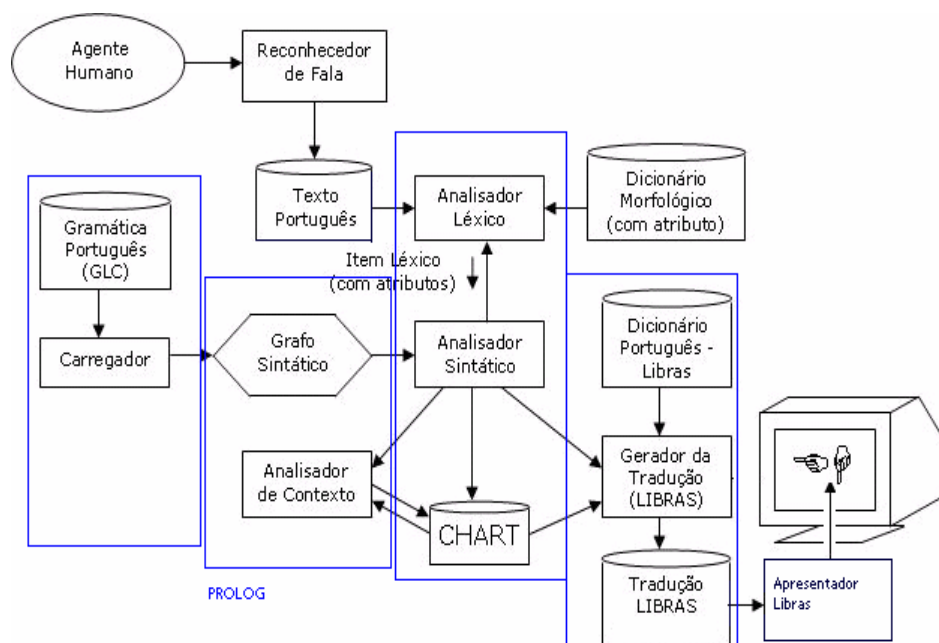 Agente
Humano
Reconhecedor
de Fala
Texto
Português
Analisador
Léxico
Dicionário
Morfológico
(com atributo)
Gramática
Português
(GLC)
Item Léxico
(com atributos)
Carregador
Grafo
Sintático
Analisador
Sintático
Dicionário
Português -
Libras
Analisador
de Contexto
CHART
Gerador da
Tradução
(LIBRAS)
PROLOG
Tradução
LIBRAS
Apresentador
Libras